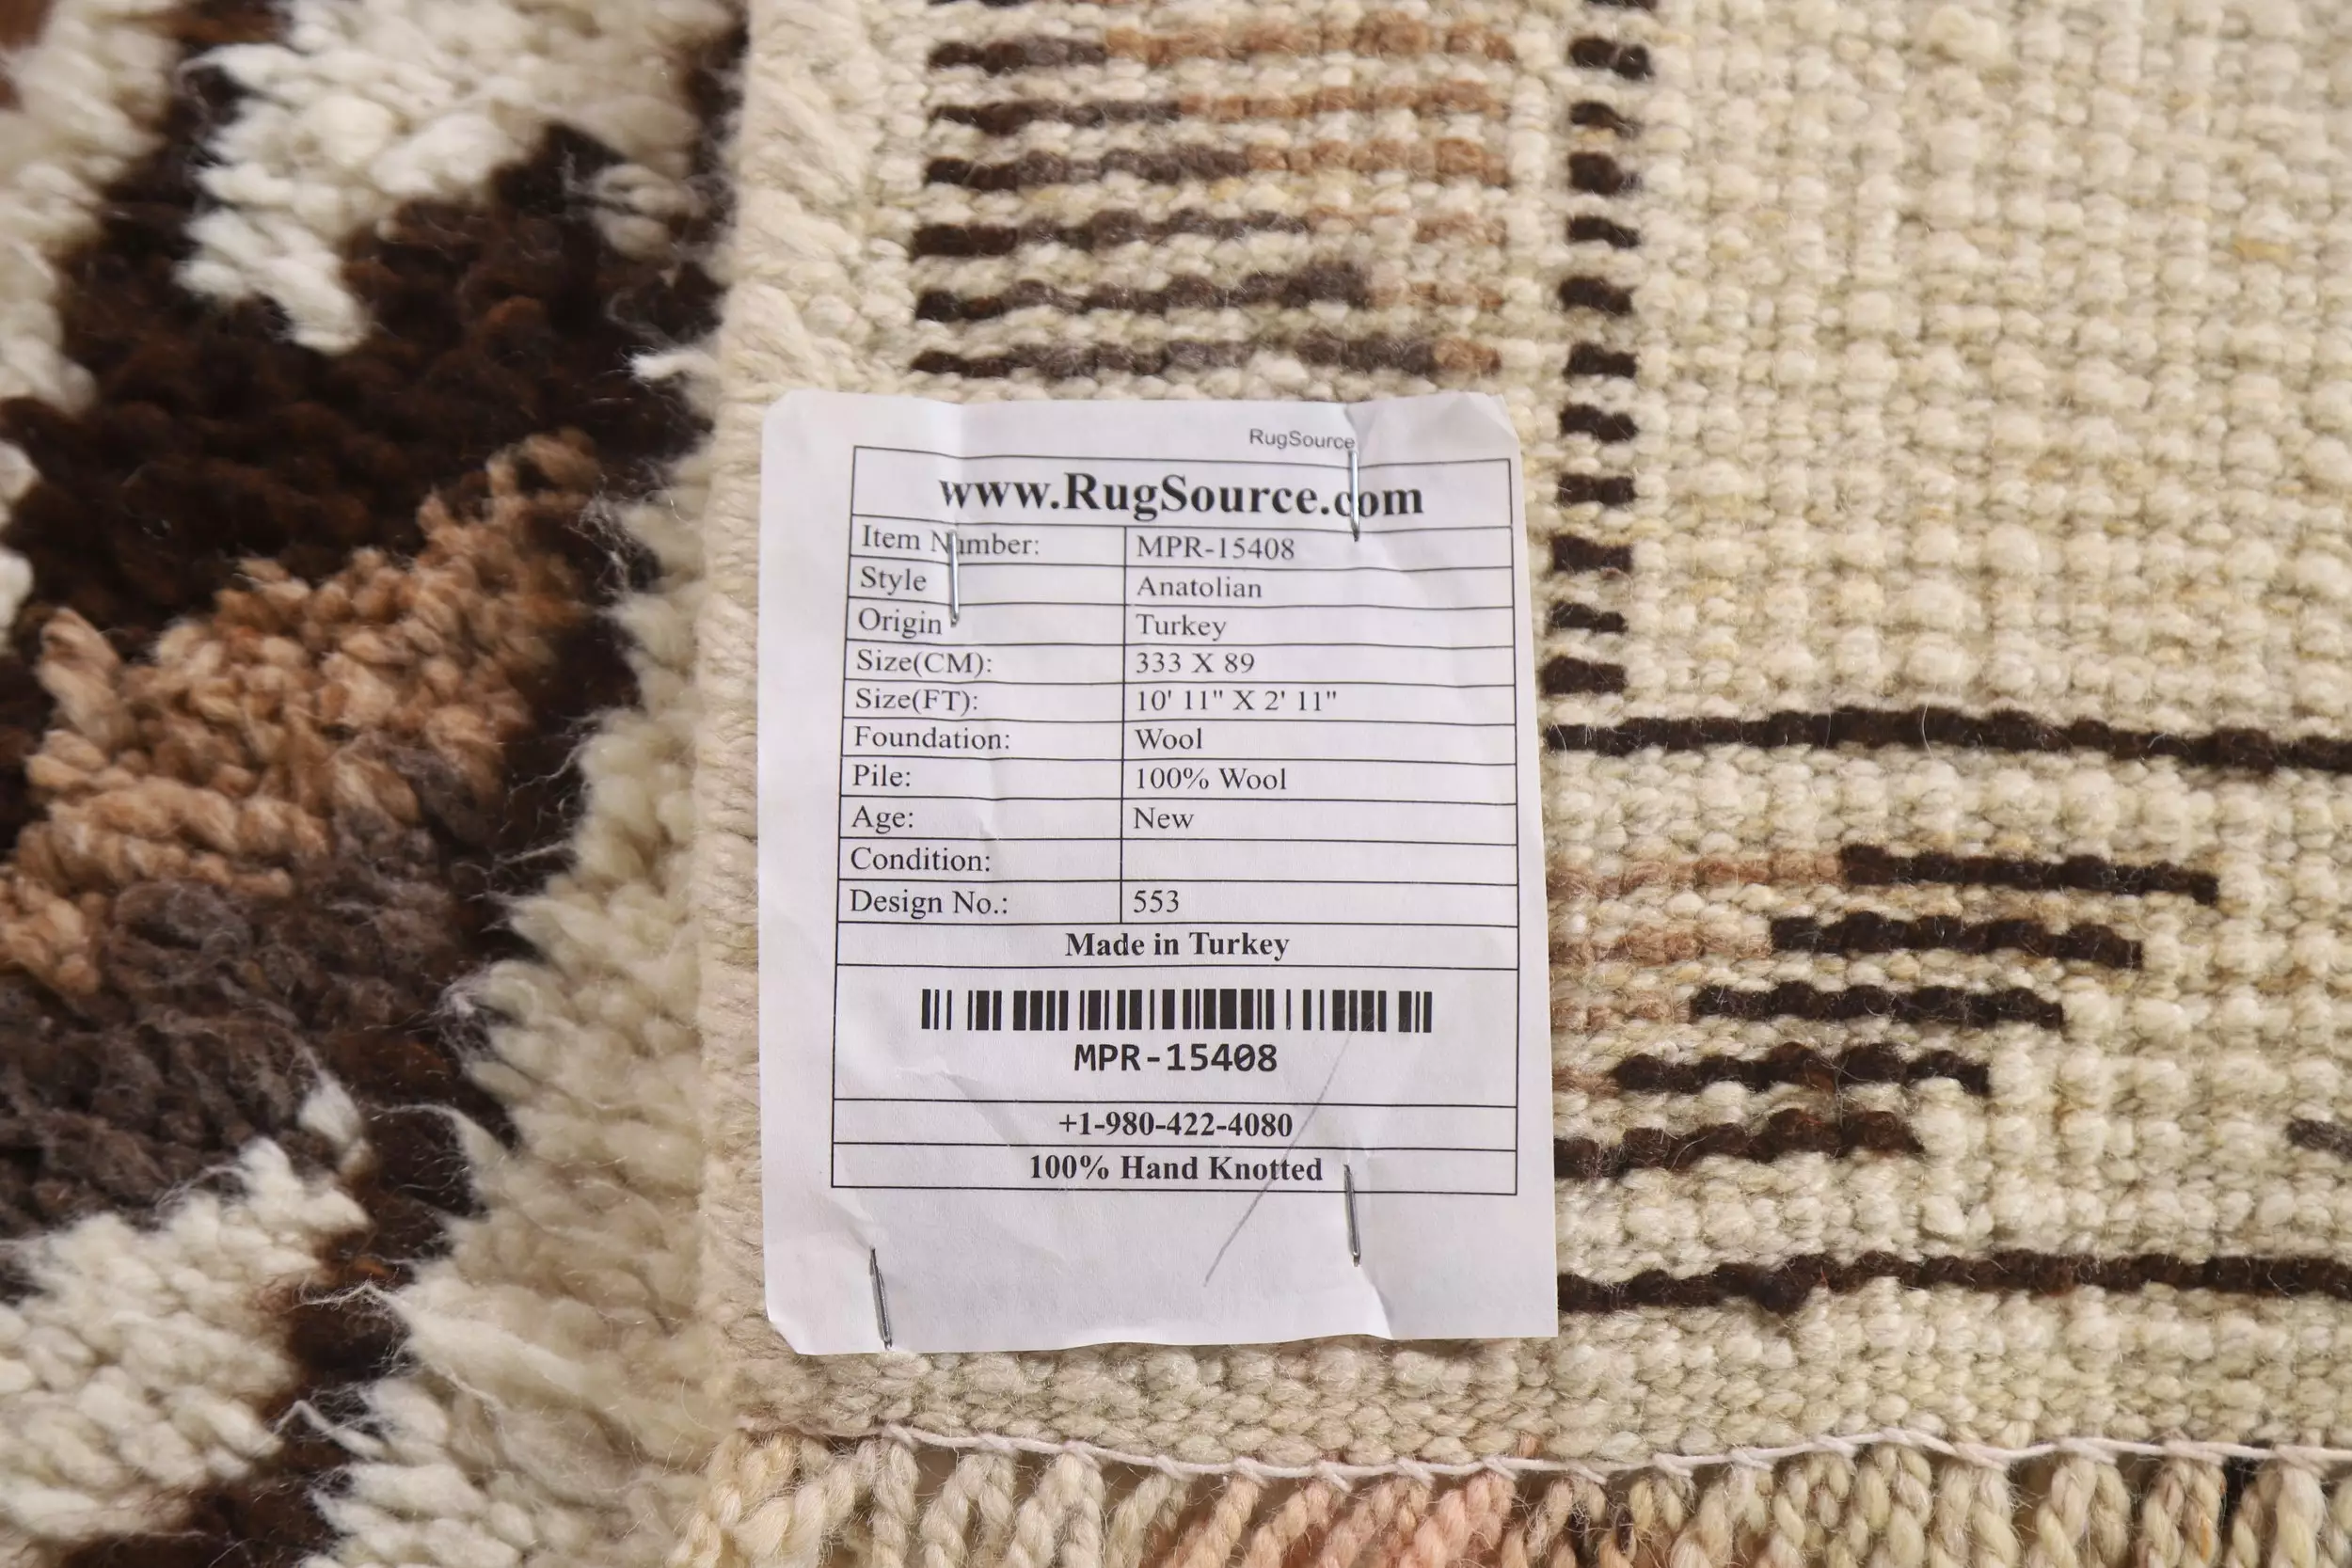 RugSource
www.RugSource.com
Item Number: MPR-15408
Style Anatolian
Origin Turkey
Size(CM): 333 X 89
Size(FT): 10' 11" X 2' 11"
Foundation: Wool
Pile: 100% Wool
Age: New
Condition:
Design No.: 553
Made in Turkey
MPR-15408
+1-980-422-4080
100% Hand Knotted